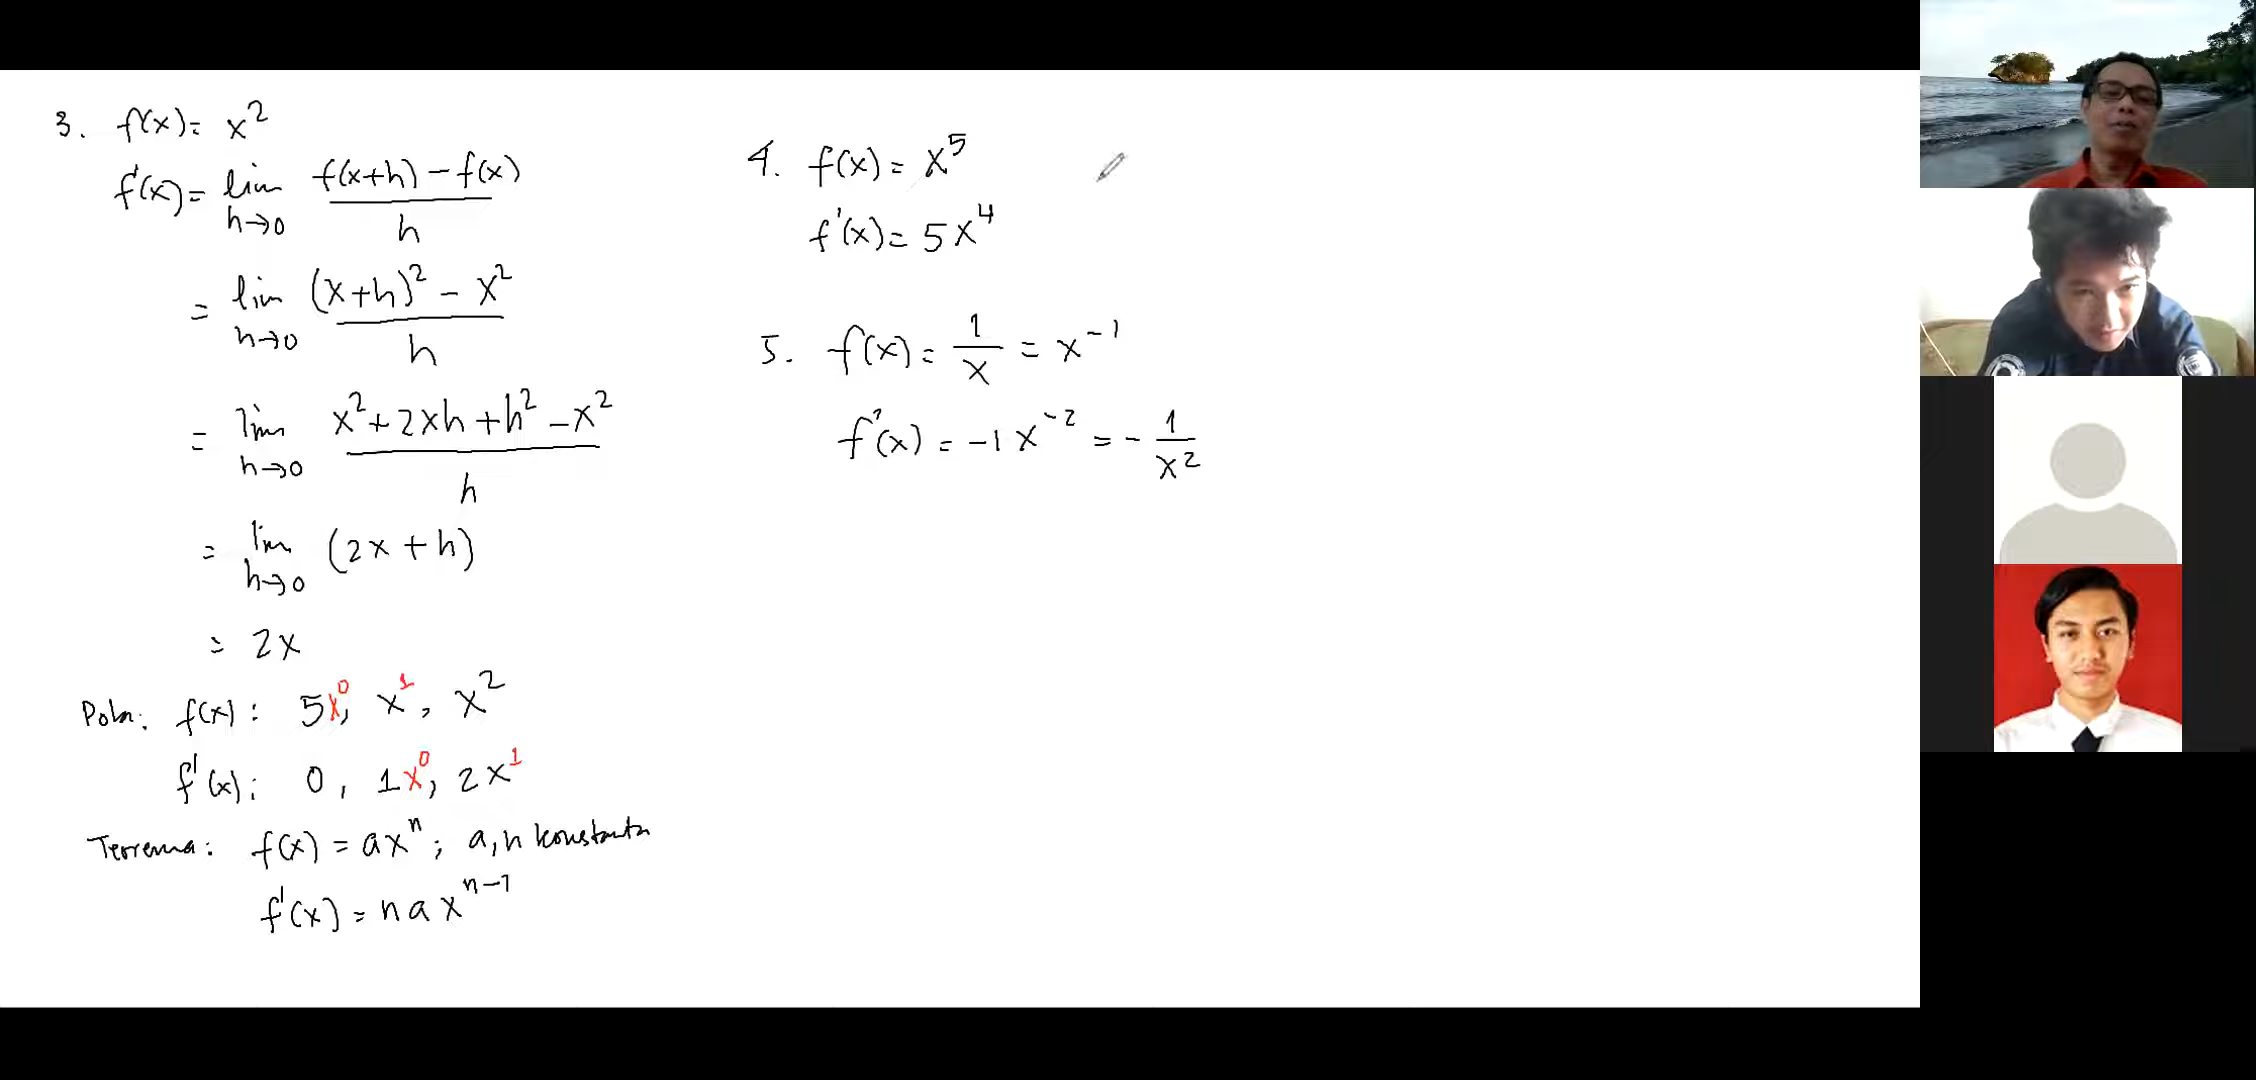 3. f(x) = x²
f'(x) = lim h→0 (f(x+h) − f(x))/h
= lim h→0 ((x+h)² − x²)/h
= lim h→0 (x² + 2xh + h² − x²)/h
= lim h→0 (2x + h)
= 2x
Pola: f(x) : 5x⁰, x¹, x²
f'(x) : 0, 1x⁰, 2x¹
Teorema: f(x) = axⁿ ; a, n konstanta
f'(x) = n a xⁿ⁻¹
4. f(x) = x⁵
f'(x) = 5x⁴
5. f(x) = 1/x = x⁻¹
f'(x) = −1x⁻² = − 1/x²